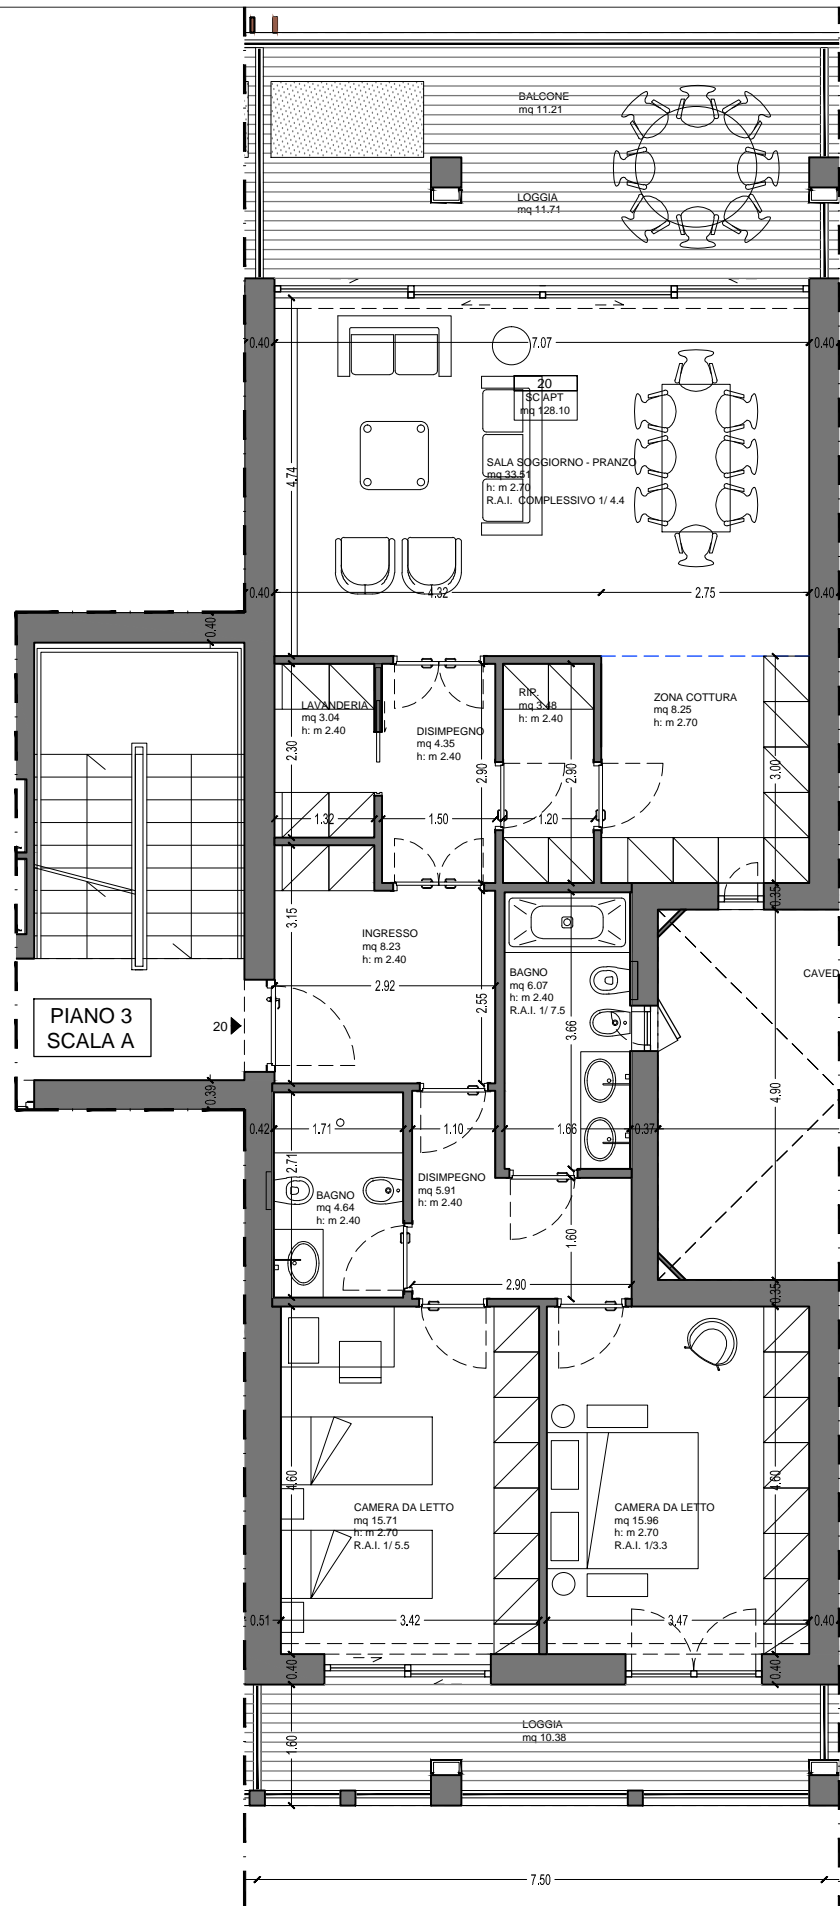 BALCONE
mq 11.21
LOGGIA
mq 11.71
0.40
7.07
0.40
20
SC APT
mq 128.10
4.74
SALA SOGGIORNO - PRANZO
mq 33.51
h: m 2.70
R.A.I. COMPLESSIVO 1/ 4.4
0.40
4.32
2.75
0.40
0.40
LAVANDERIA
mq 3.04
h: m 2.40
2.30
1.32
DISIMPEGNO
mq 4.35
h: m 2.40
2.90
1.50
RIP.
mq 3.48
h: m 2.40
2.90
1.20
ZONA COTTURA
mq 8.25
h: m 2.70
3.00
0.35
3.15
INGRESSO
mq 8.23
h: m 2.40
2.92
2.55
BAGNO
mq 6.07
h: m 2.40
R.A.I. 1/ 7.5
3.66
CAVED
PIANO 3
SCALA A
20
0.39
4.90
0.42
1.71
1.10
1.66
0.37
2.71
BAGNO
mq 4.64
h: m 2.40
DISIMPEGNO
mq 5.91
h: m 2.40
1.60
2.90
0.35
4.60
CAMERA DA LETTO
mq 15.71
h: m 2.70
R.A.I. 1/ 5.5
CAMERA DA LETTO
mq 15.96
h: m 2.70
R.A.I. 1/3.3
4.60
0.51
3.42
3.47
0.40
0.40
0.40
LOGGIA
mq 10.38
1.60
7.50